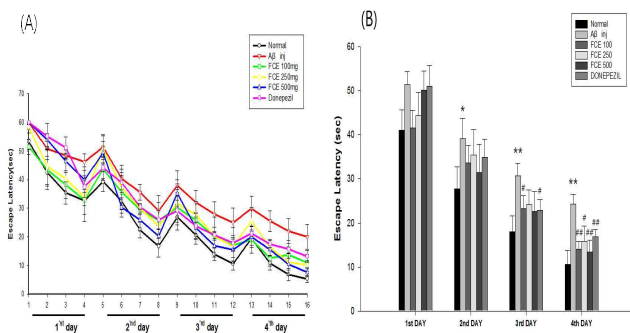 (A)
Normal
Aβ inj
FCE 100mg
FCE 250mg
FCE 500mg
Donepezil
Escape Latency(sec)
70
60
50
40
30
20
10
0
1 2 3 4 5 6 7 8 9 10 11 12 13 14 15 16
1st day 2nd day 3rd day 4th day
(B)
Normal
Aβ inj
FCE 100
FCE 250
FCE 500
DONEPEZIL
Escape Latency (sec)
60
50
40
30
20
10
0
*
**
#
#
**
##
#
##
##
1st DAY 2nd DAY 3rd DAY 4th DAY